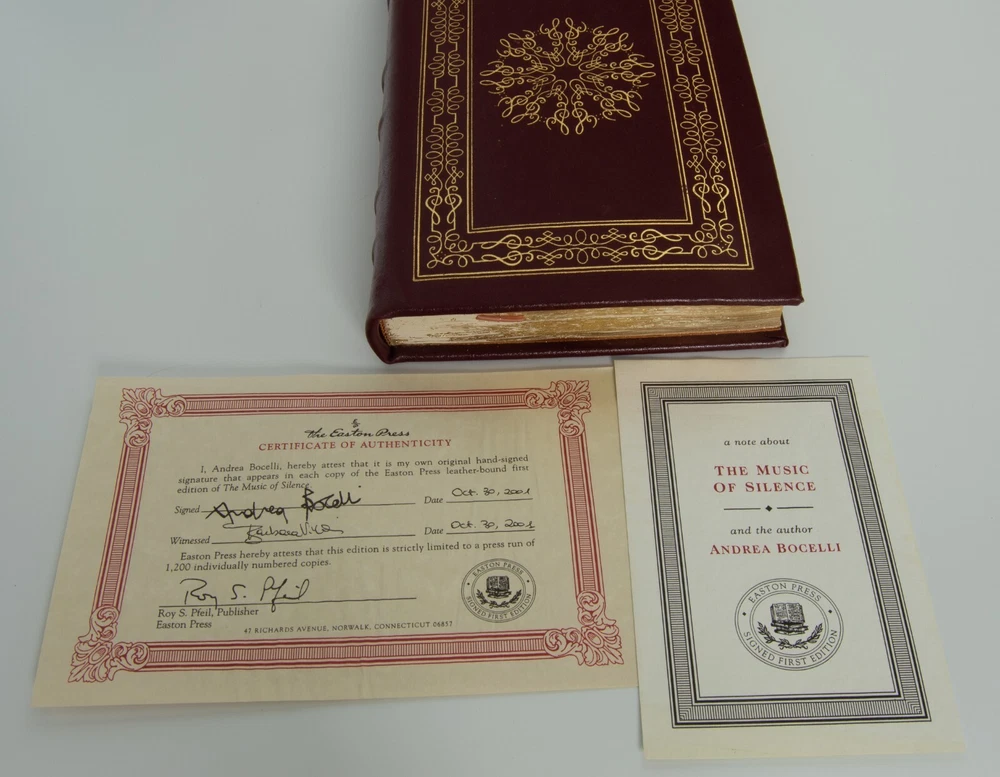 The Easton Press
CERTIFICATE OF AUTHENTICITY
I, Andrea Bocelli, hereby attest that it is my own original hand-signed
signature that appears in each copy of the Easton Press leather-bound first
edition of The Music of Silence.
Signed Andrea Bocelli Date Oct. 30, 2001
Witnessed Date Oct. 30, 2001
Easton Press hereby attests that this edition is strictly limited to a press run of
1,200 individually numbered copies.
Roy S. Pfeil
Roy S. Pfeil, Publisher
Easton Press
47 RICHARDS AVENUE, NORWALK, CONNECTICUT 06857
EASTON PRESS
SIGNED FIRST EDITION
a note about
THE MUSIC
OF SILENCE
and the author
ANDREA BOCELLI
EASTON PRESS
SIGNED FIRST EDITION